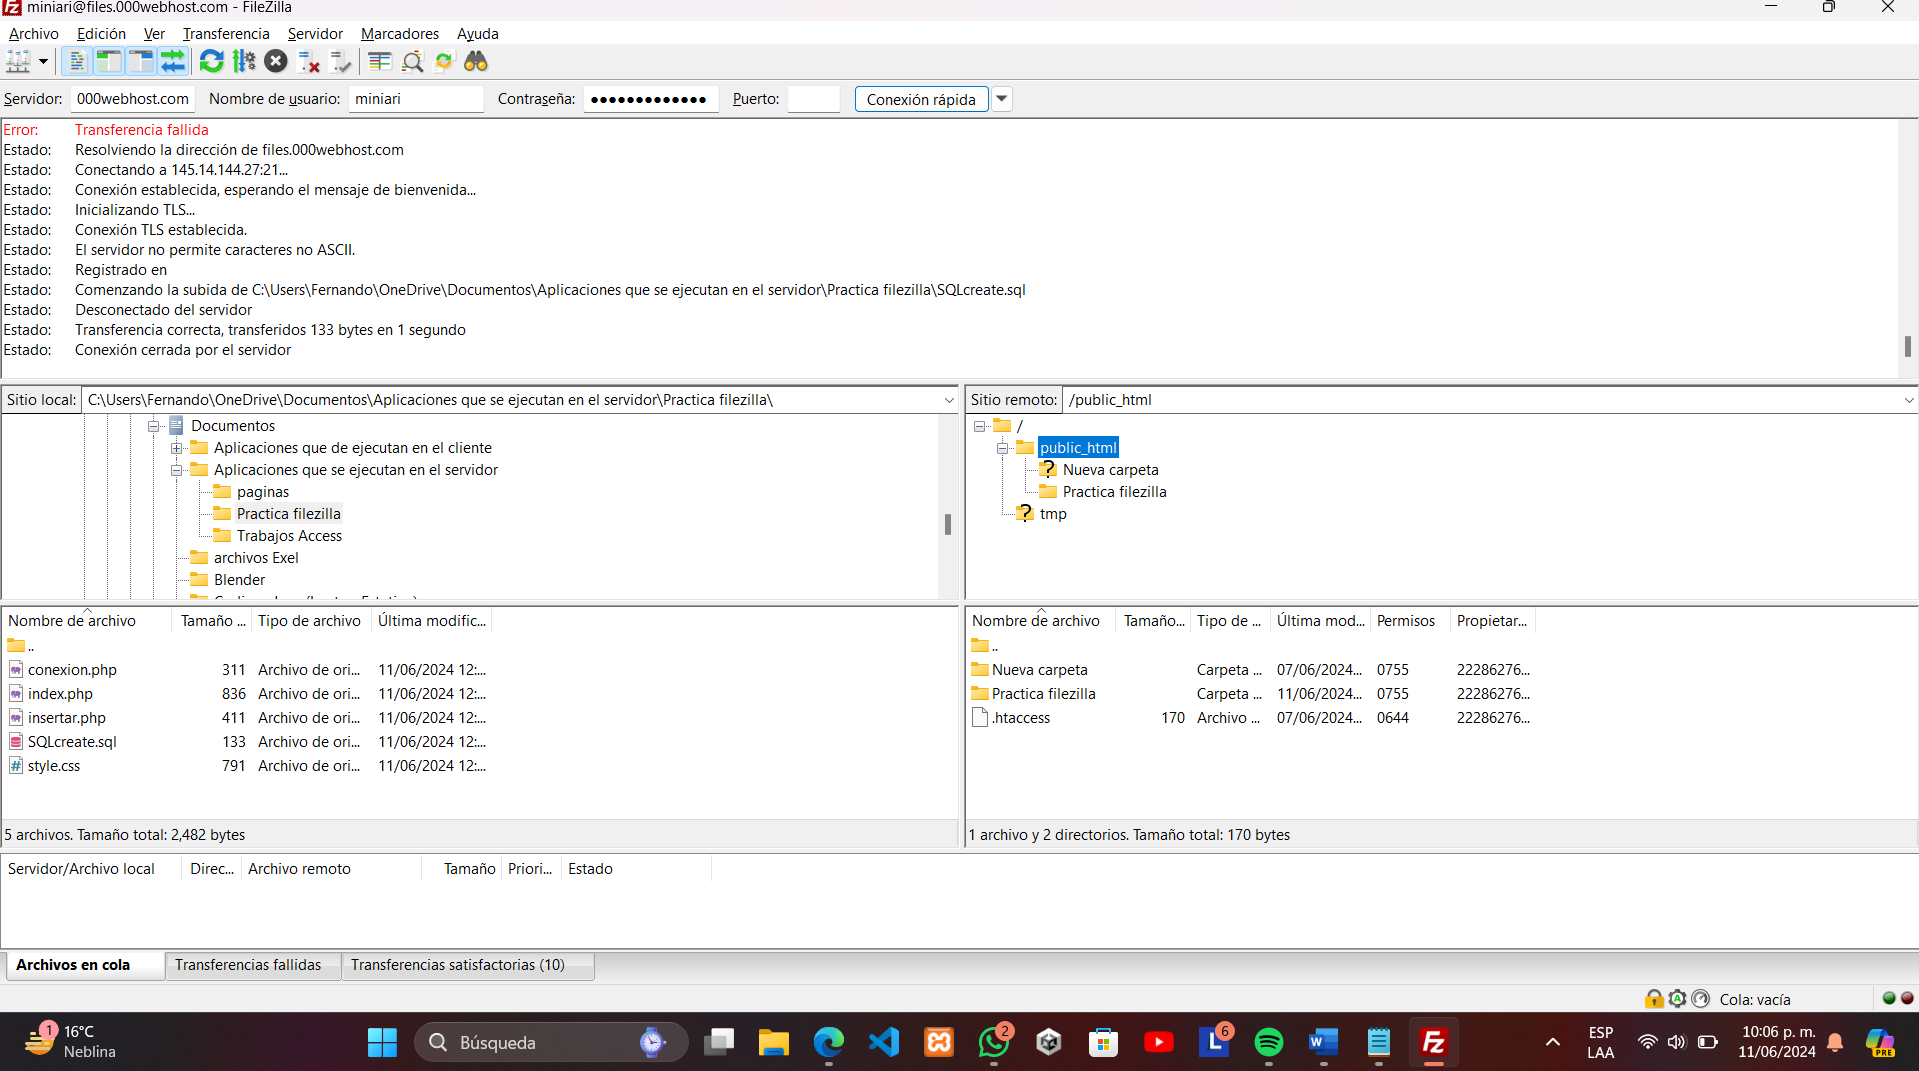 miniari@files.000webhost.com - FileZilla
Archivo Edición Ver Transferencia Servidor Marcadores Ayuda
Servidor: 000webhost.com Nombre de usuario: miniari Contraseña: ●●●●●●●●●●●●● Puerto: Conexión rápida
Error: Transferencia fallida
Estado: Resolviendo la dirección de files.000webhost.com
Estado: Conectando a 145.14.144.27:21...
Estado: Conexión establecida, esperando el mensaje de bienvenida...
Estado: Inicializando TLS...
Estado: Conexión TLS establecida.
Estado: El servidor no permite caracteres no ASCII.
Estado: Registrado en
Estado: Comenzando la subida de C:\Users\Fernando\OneDrive\Documentos\Aplicaciones que se ejecutan en el servidor\Practica filezilla\SQLcreate.sql
Estado: Desconectado del servidor
Estado: Transferencia correcta, transferidos 133 bytes en 1 segundo
Estado: Conexión cerrada por el servidor
Sitio local: C:\Users\Fernando\OneDrive\Documentos\Aplicaciones que se ejecutan en el servidor\Practica filezilla\
Documentos
Aplicaciones que de ejecutan en el cliente
Aplicaciones que se ejecutan en el servidor
paginas
Practica filezilla
Trabajos Access
archivos Exel
Blender
Sitio remoto: /public_html
/
public_html
Nueva carpeta
Practica filezilla
tmp
Nombre de archivo Tamaño ... Tipo de archivo Última modific...
..
conexion.php 311 Archivo de ori... 11/06/2024 12:...
index.php 836 Archivo de ori... 11/06/2024 12:...
insertar.php 411 Archivo de ori... 11/06/2024 12:...
SQLcreate.sql 133 Archivo de ori... 11/06/2024 12:...
style.css 791 Archivo de ori... 11/06/2024 12:...
5 archivos. Tamaño total: 2,482 bytes
Nombre de archivo Tamaño... Tipo de ... Última mod... Permisos Propietar...
..
Nueva carpeta Carpeta ... 07/06/2024... 0755 22286276...
Practica filezilla Carpeta ... 11/06/2024... 0755 22286276...
.htaccess 170 Archivo ... 07/06/2024... 0644 22286276...
1 archivo y 2 directorios. Tamaño total: 170 bytes
Servidor/Archivo local Direc... Archivo remoto Tamaño Priori... Estado
Archivos en cola Transferencias fallidas Transferencias satisfactorias (10)
Cola: vacía
1 16°C
Neblina
Búsqueda
2
6
ESP
LAA
10:06 p. m.
11/06/2024
PRE